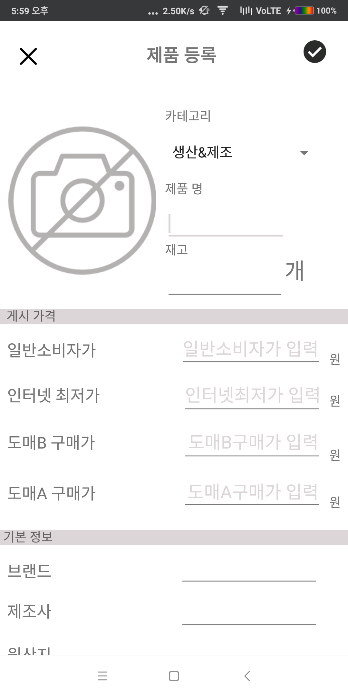 5:59 오후 ... 2.50K/s VoLTE 100%
제품 등록
카테고리
생산&제조
제품 명
재고
개
게시 가격
일반소비자가 일반소비자가 입력 원
인터넷 최저가 인터넷최저가 입력 원
도매B 구매가 도매B구매가 입력 원
도매A 구매가 도매A구매가 입력 원
기본 정보
브랜드
제조사
원산지